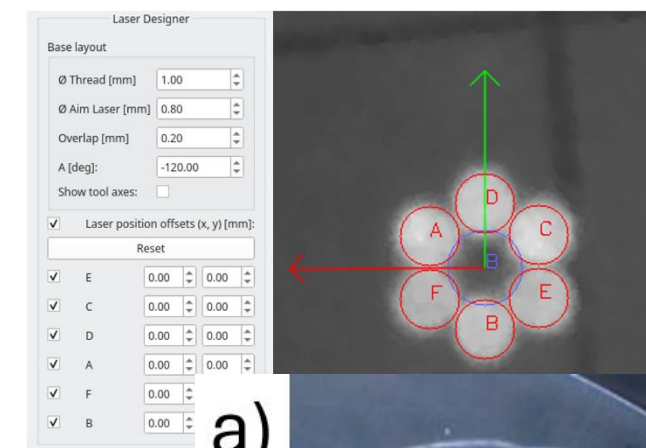 Laser Designer
Base layout
Ø Thread [mm] 1.00
Ø Aim Laser [mm] 0.80
Overlap [mm] 0.20
A [deg]: -120.00
Show tool axes:
Laser position offsets (x, y) [mm]:
Reset
E 0.00 0.00
C 0.00 0.00
D 0.00 0.00
A 0.00 0.00
F 0.00
B 0.00
D
A C
B
F E
B
a)